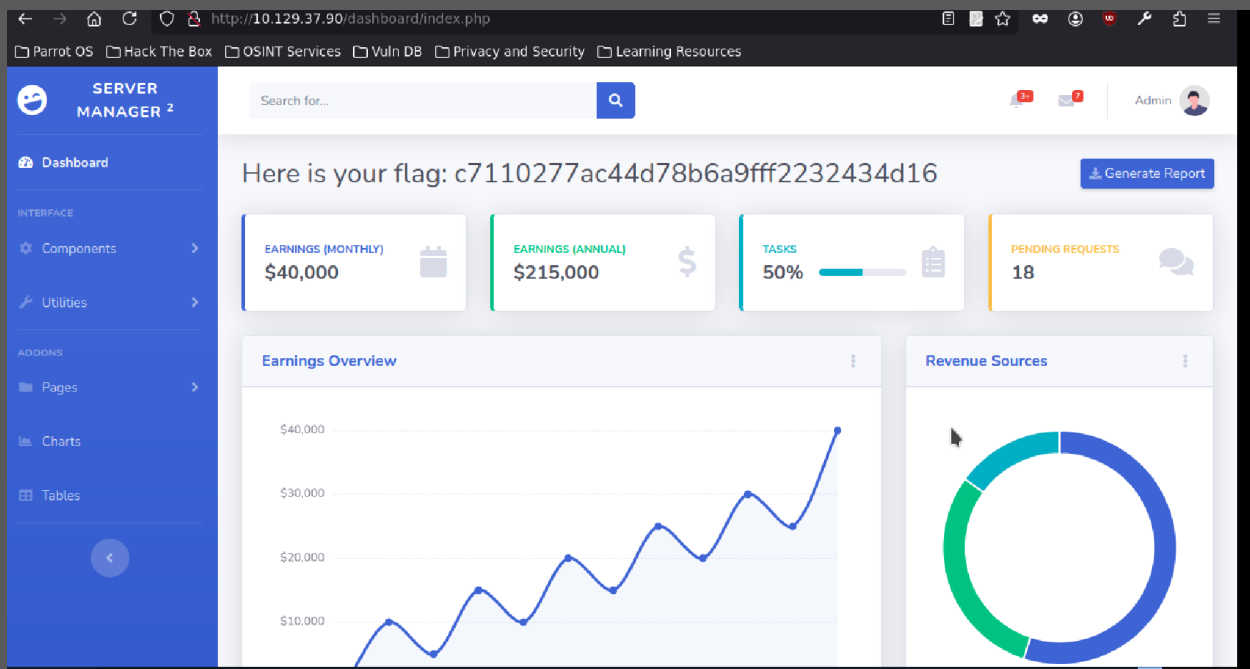 http://10.129.37.90/dashboard/index.php
Parrot OS Hack The Box OSINT Services Vuln DB Privacy and Security Learning Resources
SERVER
MANAGER 2
Search for...
3+
7
Admin
Dashboard
Here is your flag: c7110277ac44d78b6a9fff2232434d16
Generate Report
INTERFACE
Components
Utilities
ADDONS
Pages
Charts
Tables
EARNINGS (MONTHLY)
$40,000
EARNINGS (ANNUAL)
$215,000
TASKS
50%
PENDING REQUESTS
18
Earnings Overview
$40,000
$30,000
$20,000
$10,000
Revenue Sources